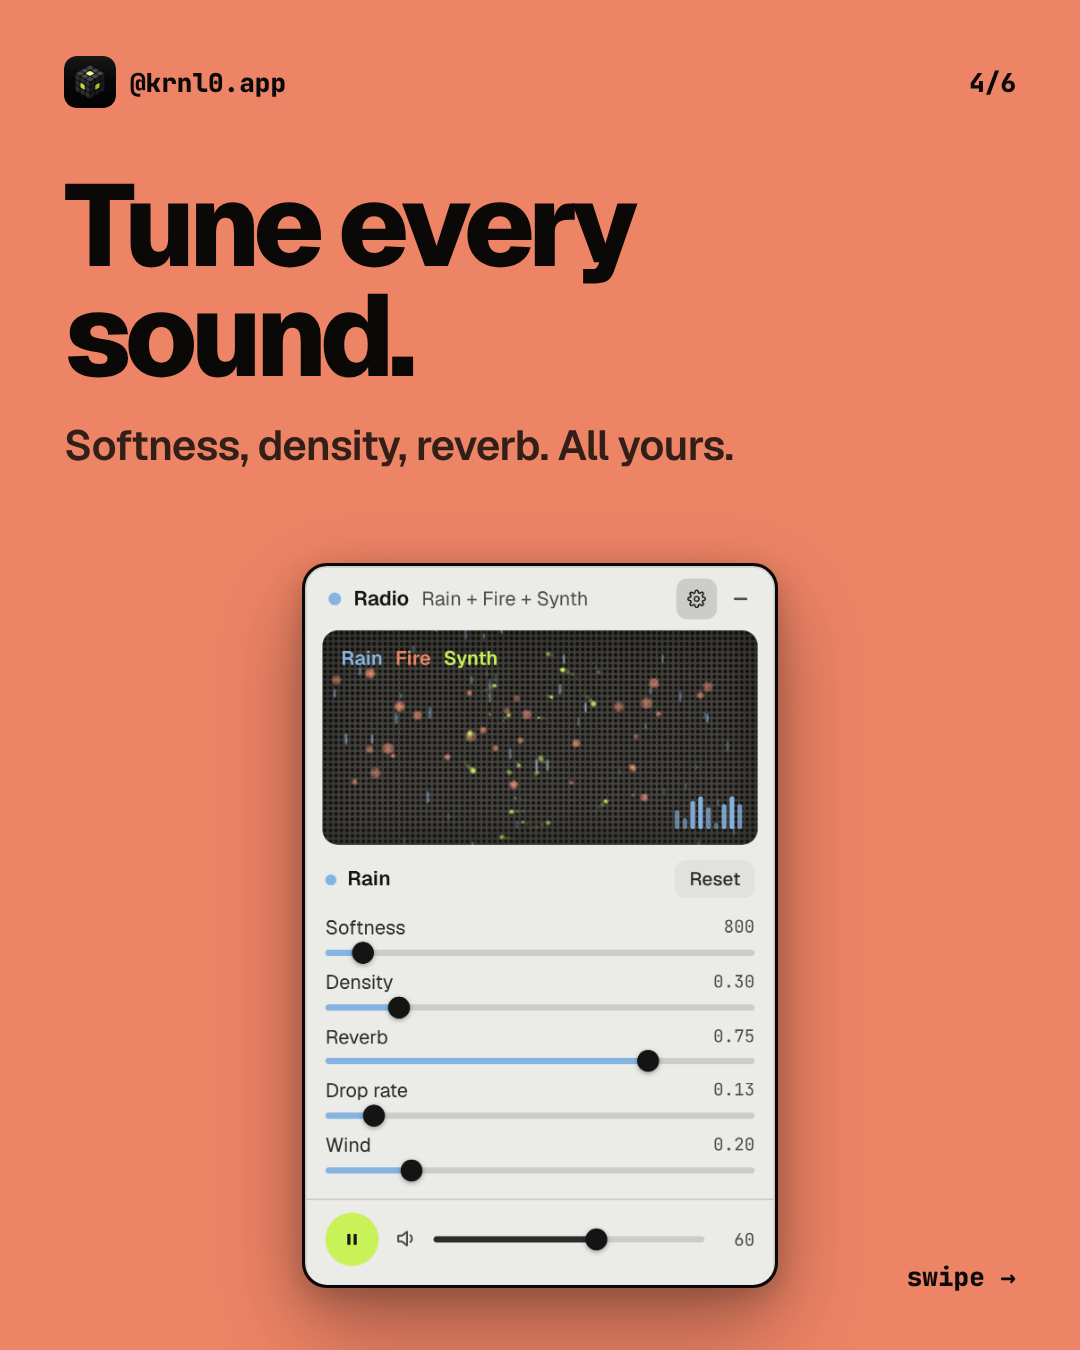 @krnl0.app
4/6
Tune every
sound.
Softness, density, reverb. All yours.
Radio Rain + Fire + Synth
Rain Fire Synth
Rain
Reset
Softness 800
Density 0.30
Reverb 0.75
Drop rate 0.13
Wind 0.20
60
swipe →